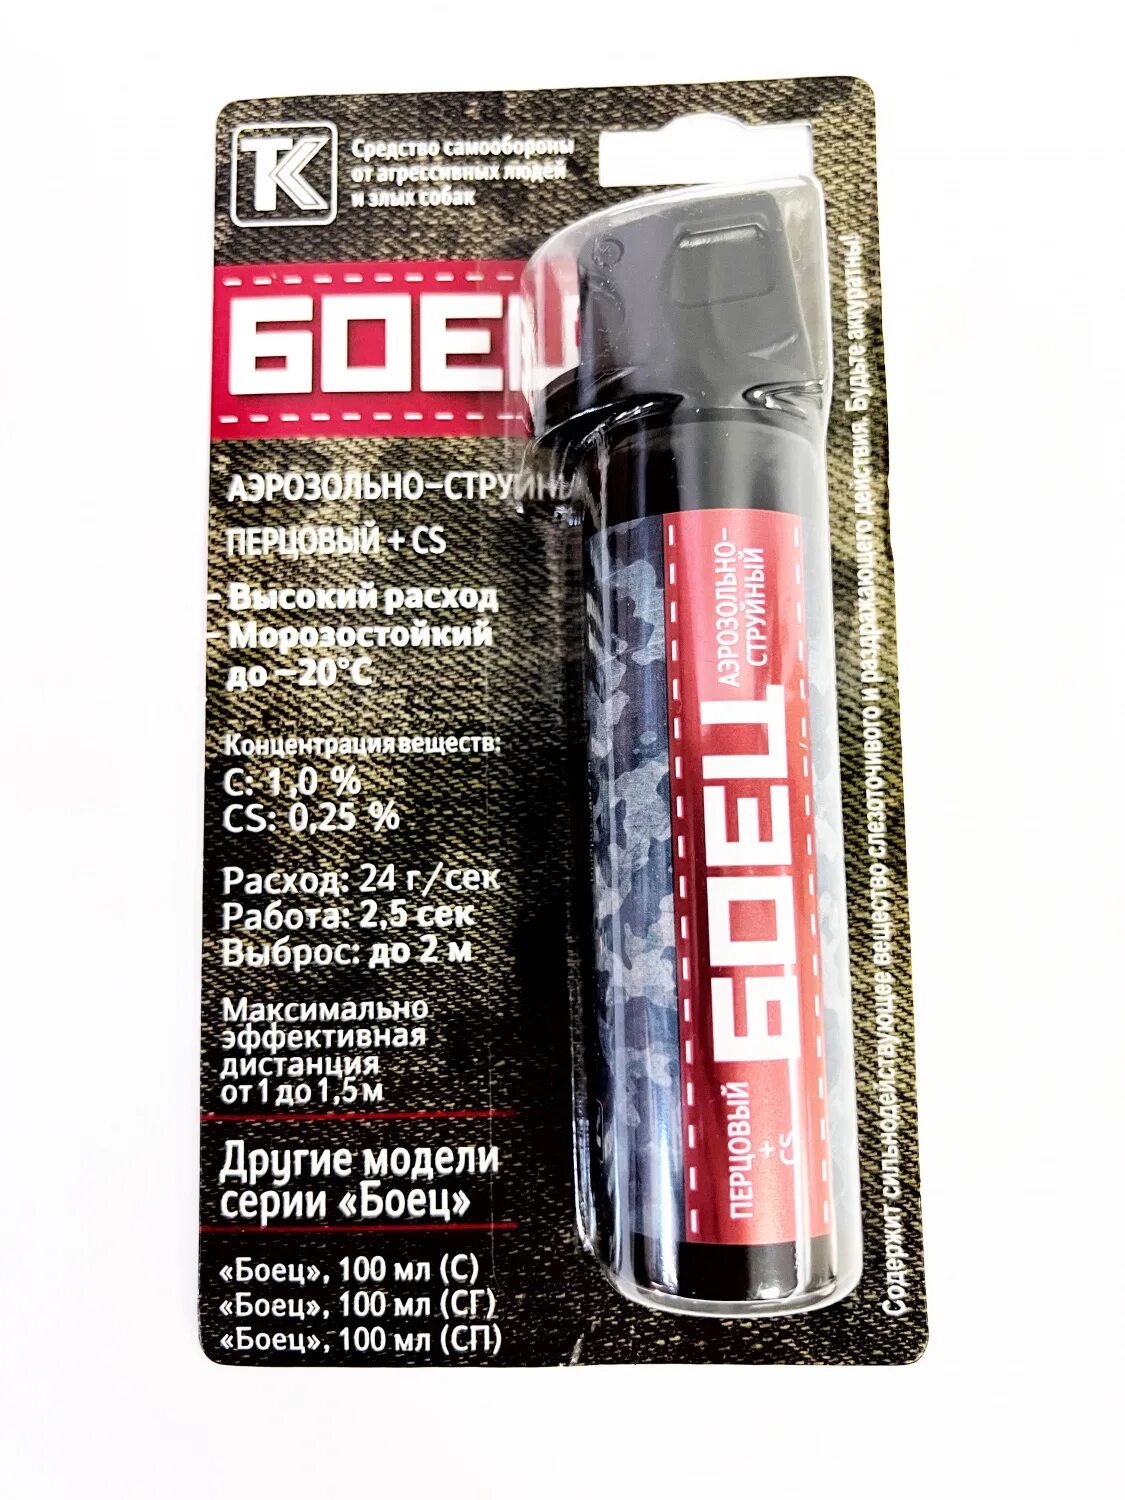 ТК
Средство самообороны
от агрессивных людей
и злых собак
БОЕЦ
АЭРОЗОЛЬНО-СТРУЙНЫ
ПЕРЦОВЫЙ + CS
- Высокий расход
- Морозостойкий
до -20°C
Концентрация веществ:
С: 1,0 %
CS: 0,25 %
Расход: 24 г/сек
Работа: 2,5 сек
Выброс: до 2 м
Максимально
эффективная
дистанция
от 1 до 1,5 м
Другие модели
серии «Боец»
«Боец», 100 мл (С)
«Боец», 100 мл (СГ)
«Боец», 100 мл (СП)
ПЕРЦОВЫЙ
+ CS
БОЕЦ
АЭРОЗОЛЬНО-
СТРУЙНЫЙ
Содержит сильнодействующее вещество слезоточивого и раздражающего действия. Будьте аккуратны!